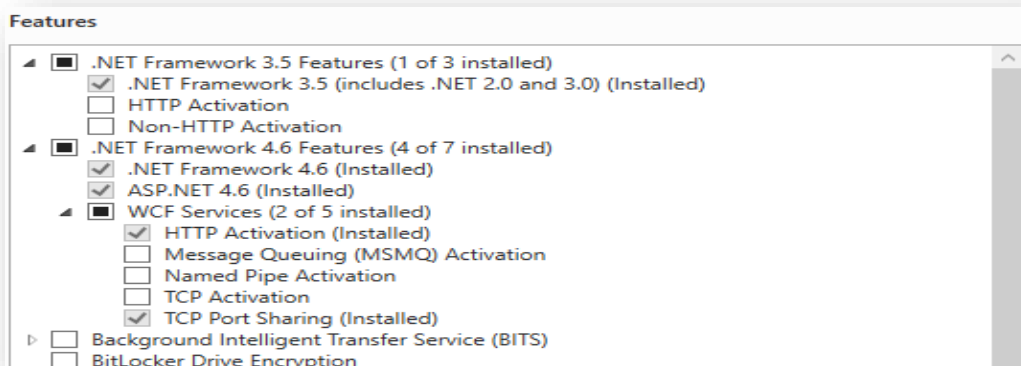 Features
.NET Framework 3.5 Features (1 of 3 installed)
.NET Framework 3.5 (includes .NET 2.0 and 3.0) (Installed)
HTTP Activation
Non-HTTP Activation
.NET Framework 4.6 Features (4 of 7 installed)
.NET Framework 4.6 (Installed)
ASP.NET 4.6 (Installed)
WCF Services (2 of 5 installed)
HTTP Activation (Installed)
Message Queuing (MSMQ) Activation
Named Pipe Activation
TCP Activation
TCP Port Sharing (Installed)
Background Intelligent Transfer Service (BITS)
BitLocker Drive Encryption